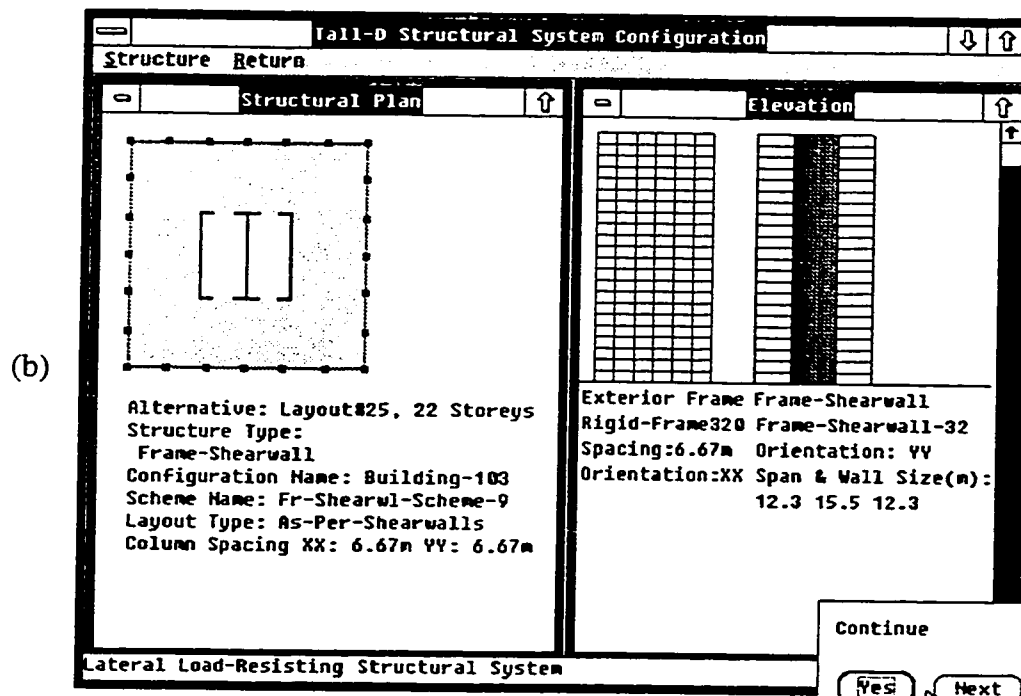 Tall-D Structural System Configuration
Structure Return
Structural Plan
Elevation
(b)
Alternative: Layout#25, 22 Storeys
Structure Type:
Frame-Shearwall
Configuration Name: Building-103
Scheme Name: Fr-Shearwl-Scheme-9
Layout Type: As-Per-Shearwalls
Column Spacing XX: 6.67m YY: 6.67m
Exterior Frame Frame-Shearwall
Rigid-Frame320 Frame-Shearwall-32
Spacing:6.67m Orientation: YY
Orientation:XX Span & Wall Size(m):
12.3 15.5 12.3
Continue
Yes Next
Lateral Load-Resisting Structural System